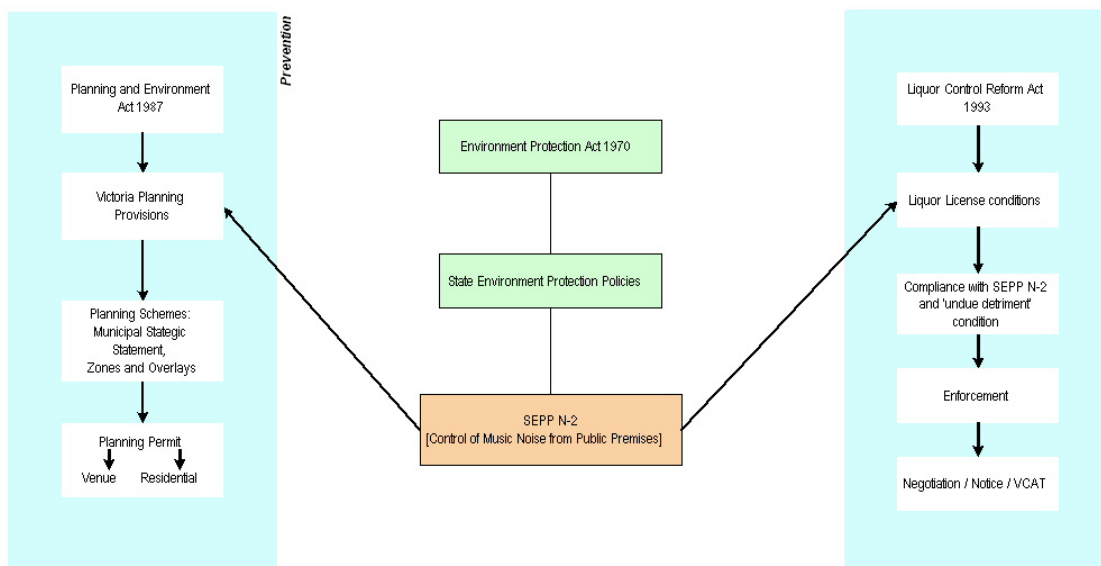 Prevention
Planning and Environment
Act 1987
Victoria Planning
Provisions
Planning Schemes:
Municipal Stategic
Statement,
Zones and Overlays
Planning Permit
Venue Residential
Environment Protection Act 1970
State Environment Protection Policies
SEPP N-2
[Control of Music Noise from Public Premises]
Liquor Control Reform Act
1993
Liquor License conditions
Compliance with SEPP N-2
and 'undue detriment'
condition
Enforcement
Negotiation / Notice / VCAT